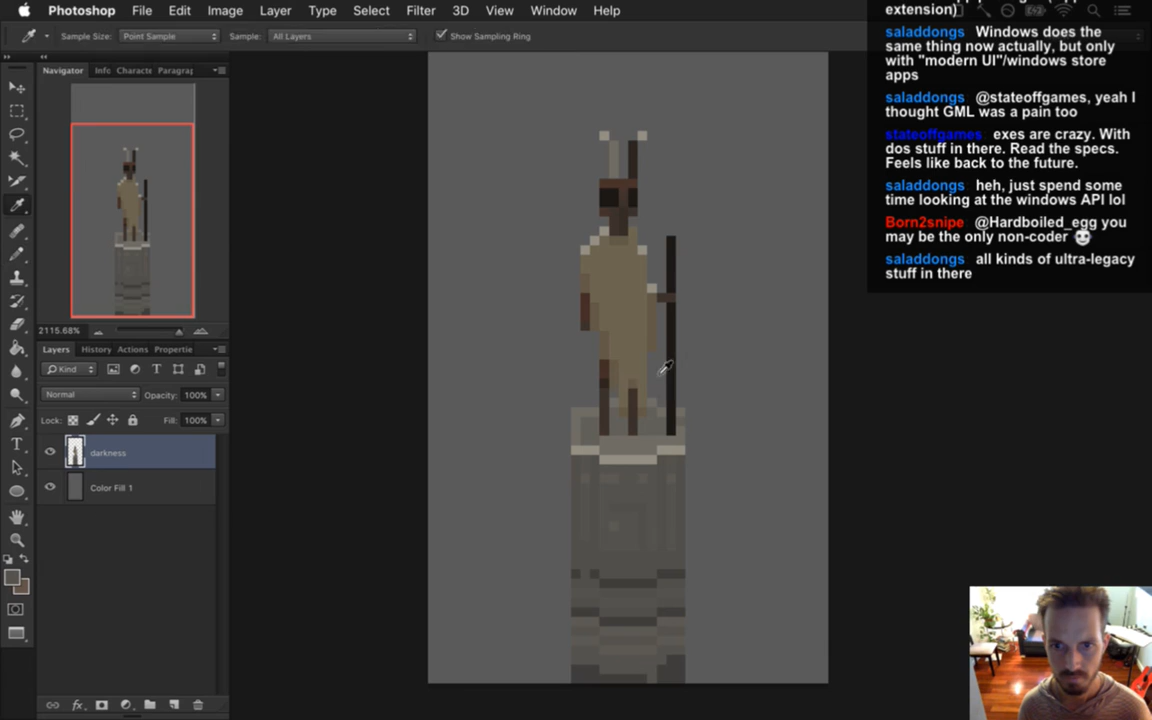 Photoshop File Edit Image Layer Type Select Filter 3D View Window Help
Sample Size: Point Sample Sample: All Layers Show Sampling Ring
Navigator Info Characte Paragraj
2115.68%
Layers History Actions Propertie
Kind
Normal Opacity: 100%
Lock: Fill: 100%
darkness
Color Fill 1
extension)
saladdongs Windows does the
same thing now actually, but only
with "modern UI"/windows store
apps
saladdongs @stateoffgames, yeah I
thought GML was a pain too
stateoffgames: exes are crazy. With
dos stuff in there. Read the specs.
Feels like back to the future.
saladdongs heh, just spend some
time looking at the windows API lol
Born2snipe @Hardboiled_egg you
may be the only non-coder
saladdongs all kinds of ultra-legacy
stuff in there